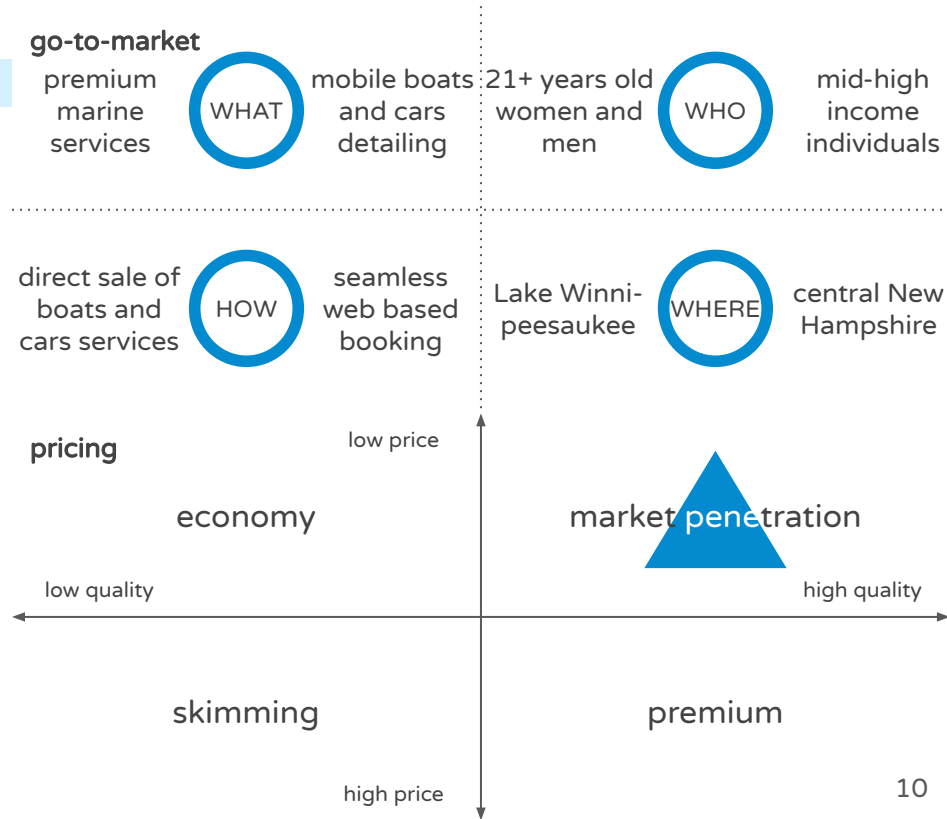 go-to-market
premium
marine
services
WHAT
mobile boats
and cars
detailing
21+ years old
women and
men
WHO
mid-high
income
individuals
direct sale of
boats and
cars services
HOW
seamless
web based
booking
Lake Winni-
peesaukee
WHERE
central New
Hampshire
pricing
low price
economy
market penetration
low quality
high quality
skimming
premium
high price
10